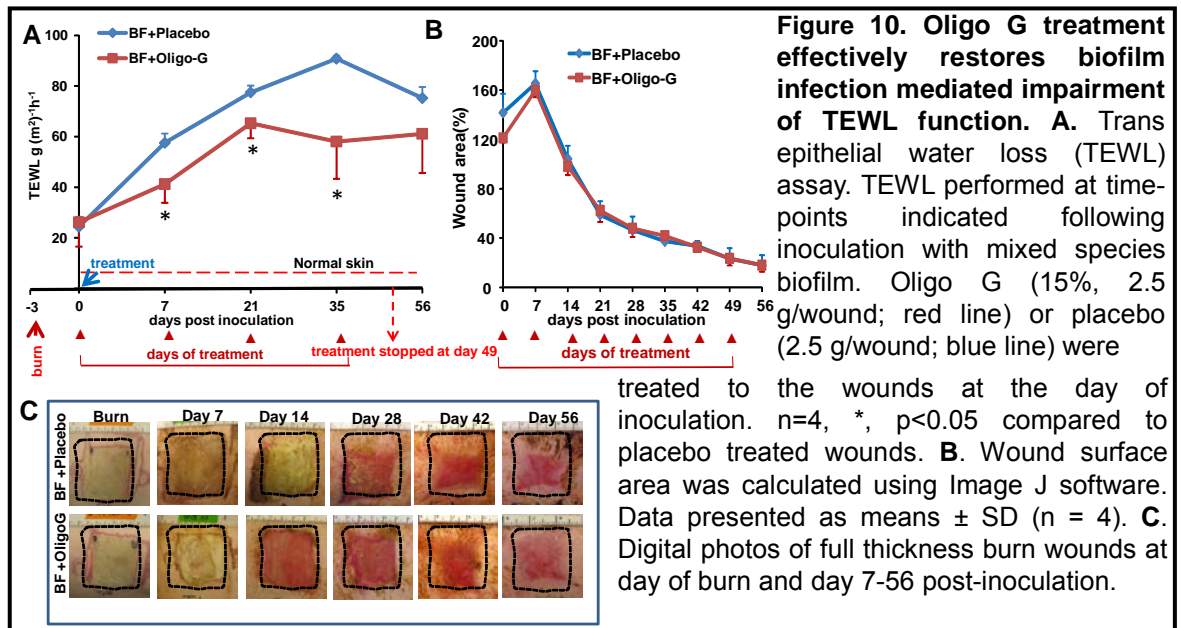 A
BF+Placebo
BF+Oligo-G
TEWL g (m²)⁻¹h⁻¹
100
80
60
40
20
0
*
*
*
treatment
Normal skin
-3
0
7
21
35
56
days post inoculation
burn
days of treatment
treatment stopped at day 49
B
BF+Placebo
BF+Oligo-G
Wound area(%)
200
160
120
80
40
0
0 7 14 21 28 35 42 49 56
days post inoculation
days of treatment
C
Burn
Day 7
Day 14
Day 28
Day 42
Day 56
BF +Placebo
BF +OligoG
Figure 10. Oligo G treatment
effectively restores biofilm
infection mediated impairment
of TEWL function. A. Trans
epithelial water loss (TEWL)
assay. TEWL performed at time-
points indicated following
inoculation with mixed species
biofilm. Oligo G (15%, 2.5
g/wound; red line) or placebo
(2.5 g/wound; blue line) were
treated to the wounds at the day of
inoculation. n=4, *, p<0.05 compared to
placebo treated wounds. B. Wound surface
area was calculated using Image J software.
Data presented as means ± SD (n = 4). C.
Digital photos of full thickness burn wounds at
day of burn and day 7-56 post-inoculation.